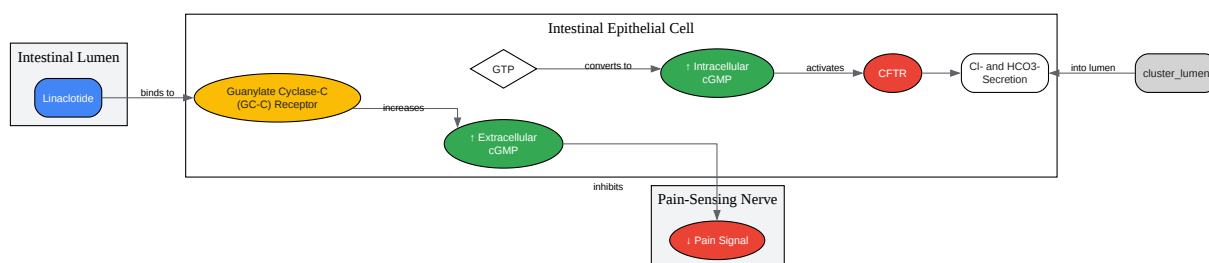 Intestinal Epithelial Cell
Intestinal Lumen
Linaclotide
binds to
Guanylate Cyclase-C
(GC-C) Receptor
increases
GTP
converts to
↑ Intracellular
cGMP
activates
CFTR
Cl- and HCO3-
Secretion
into lumen
cluster_lumen
↑ Extracellular
cGMP
inhibits
Pain-Sensing Nerve
↓ Pain Signal